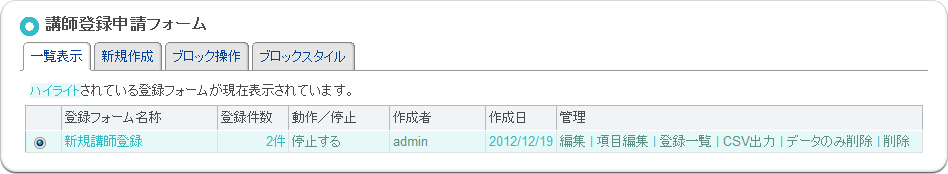 講師登録申請フォーム
一覧表示 新規作成 ブロック操作 ブロックスタイル
ハイライトされている登録フォームが現在表示されています。
登録フォーム名称 登録件数 動作／停止 作成者 作成日 管理
新規講師登録 2件 停止する admin 2012/12/19 編集 | 項目編集 | 登録一覧 | CSV出力 | データのみ削除 | 削除